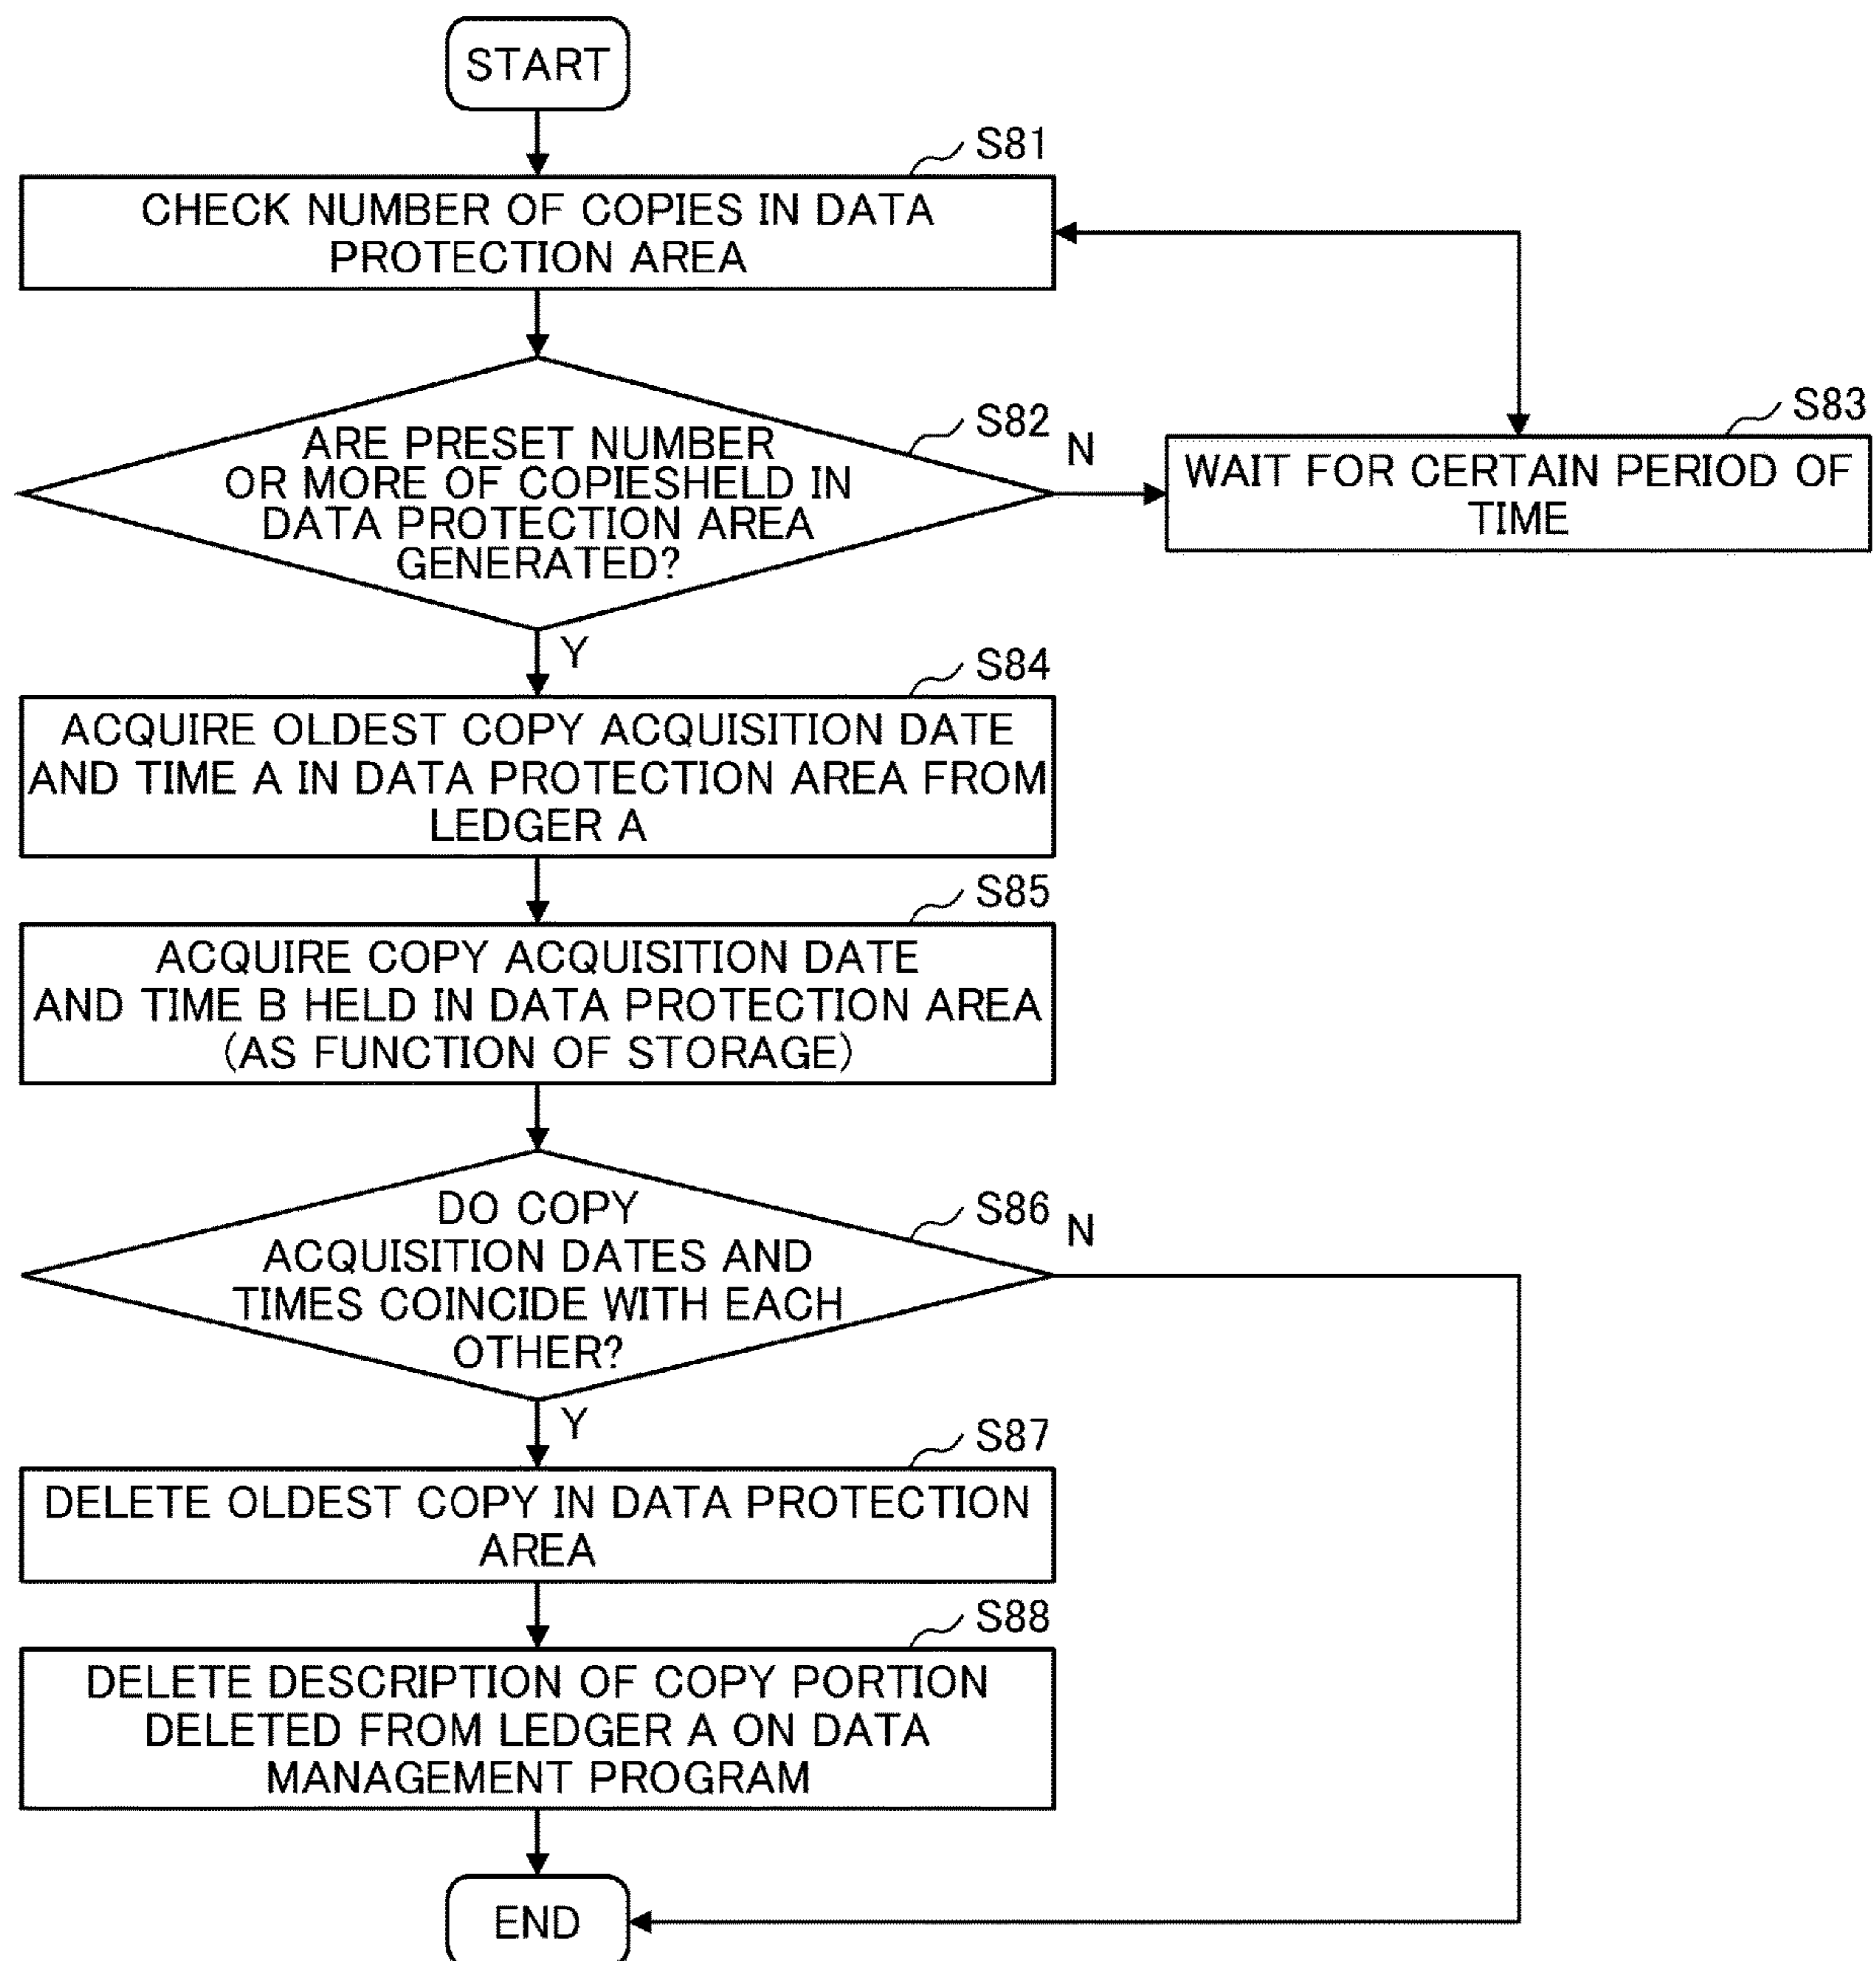 START
S81
CHECK NUMBER OF COPIES IN DATA
PROTECTION AREA
S82
ARE PRESET NUMBER
OR MORE OF COPIESHELD IN
DATA PROTECTION AREA
GENERATED?
N
S83
WAIT FOR CERTAIN PERIOD OF
TIME
Y
S84
ACQUIRE OLDEST COPY ACQUISITION DATE
AND TIME A IN DATA PROTECTION AREA FROM
LEDGER A
S85
ACQUIRE COPY ACQUISITION DATE
AND TIME B HELD IN DATA PROTECTION AREA
(AS FUNCTION OF STORAGE)
S86
DO COPY
ACQUISITION DATES AND
TIMES COINCIDE WITH EACH
OTHER?
N
Y
S87
DELETE OLDEST COPY IN DATA PROTECTION
AREA
S88
DELETE DESCRIPTION OF COPY PORTION
DELETED FROM LEDGER A ON DATA
MANAGEMENT PROGRAM
END